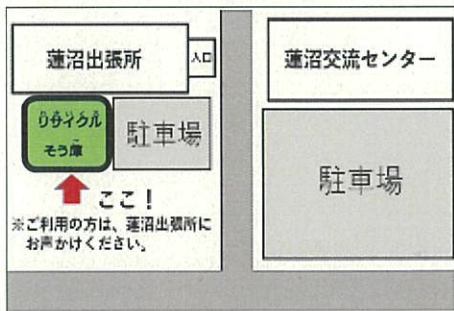 蓮沼出張所
入口
リサイクル
そう庫
駐車場
ここ!
※ご利用の方は、蓮沼出張所に
お声かけください。
蓮沼交流センター
駐車場